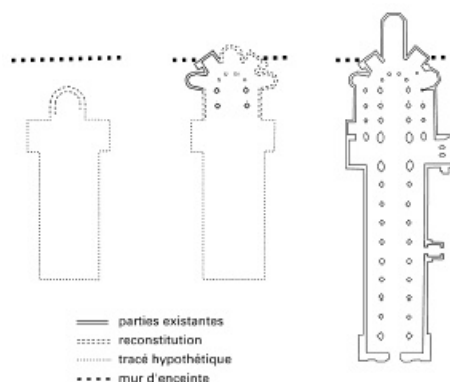 parties existantes
reconstitution
tracé hypothétique
mur d'enceinte